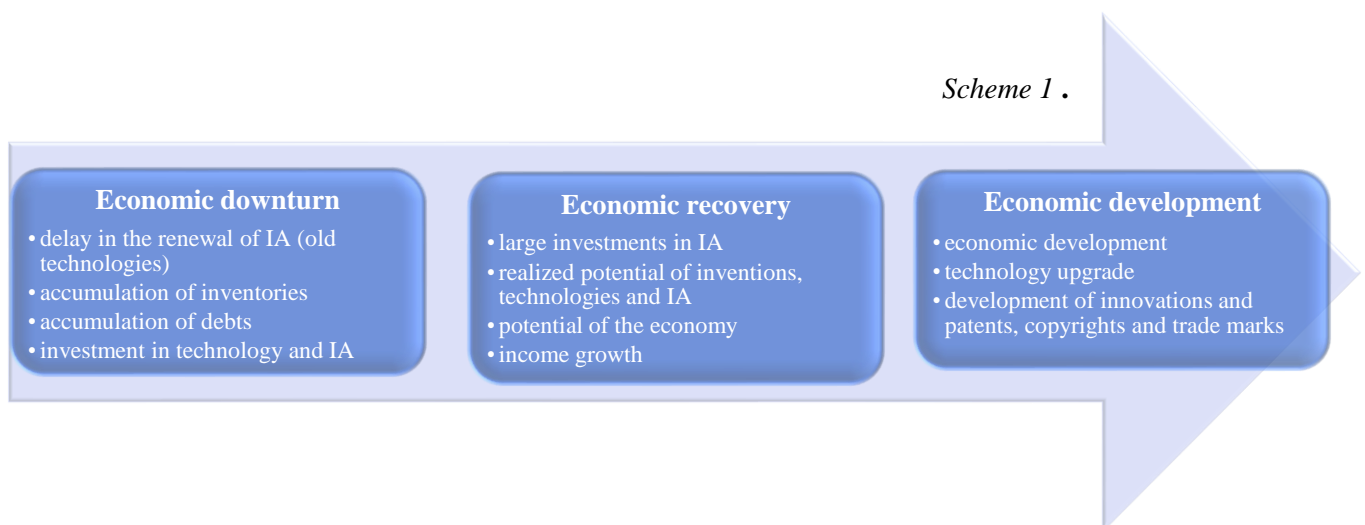 Scheme 1 .
Economic downturn
• delay in the renewal of IA (old
technologies)
• accumulation of inventories
• accumulation of debts
• investment in technology and IA
Economic recovery
• large investments in IA
• realized potential of inventions,
technologies and IA
• potential of the economy
• income growth
Economic development
• economic development
• technology upgrade
• development of innovations and
patents, copyrights and trade marks